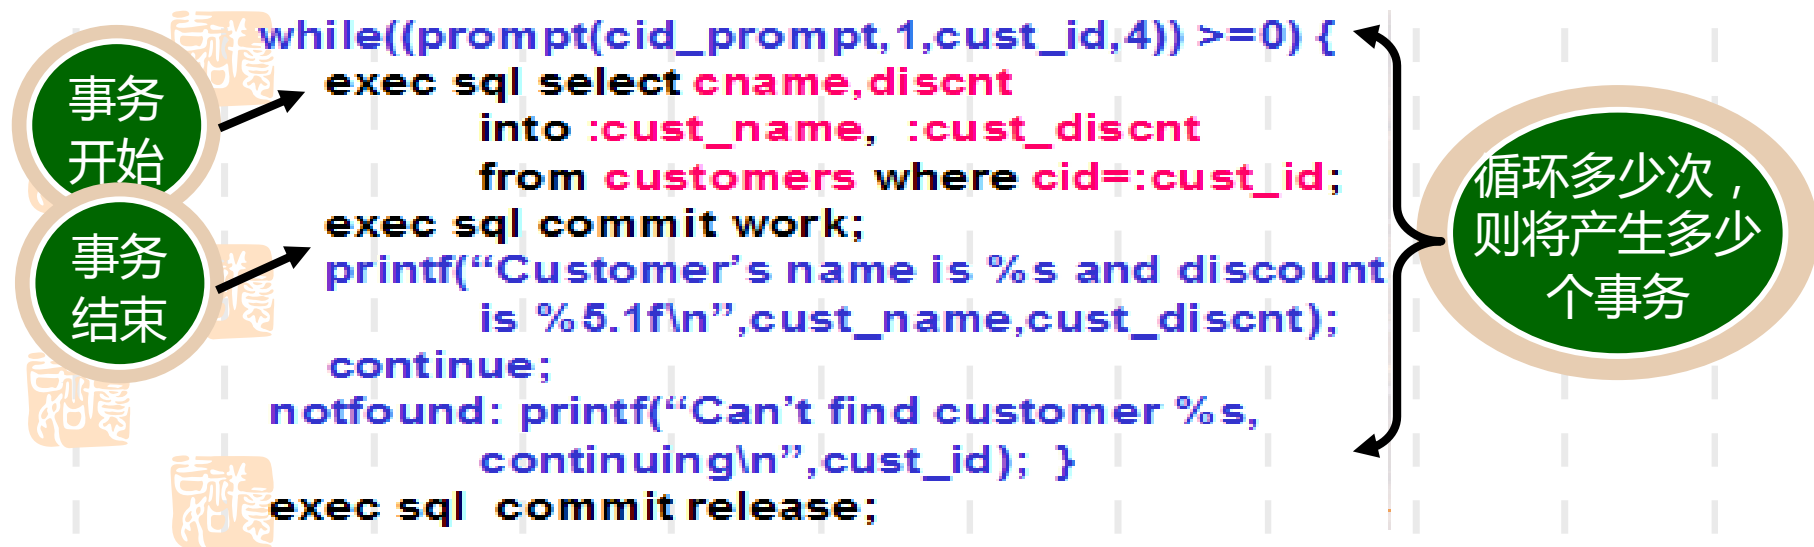 while((prompt(cid_prompt,1,cust_id,4)) >=0) {
exec sql select cname,discnt
into :cust_name, :cust_discnt
from customers where cid=:cust_id;
exec sql commit work;
printf(“Customer’s name is %s and discount
is %5.1f\n”,cust_name,cust_discnt);
continue;
notfound: printf(“Can’t find customer %s,
continuing\n”,cust_id); }
exec sql commit release;
事务
开始
事务
结束
循环多少次，
则将产生多少
个事务